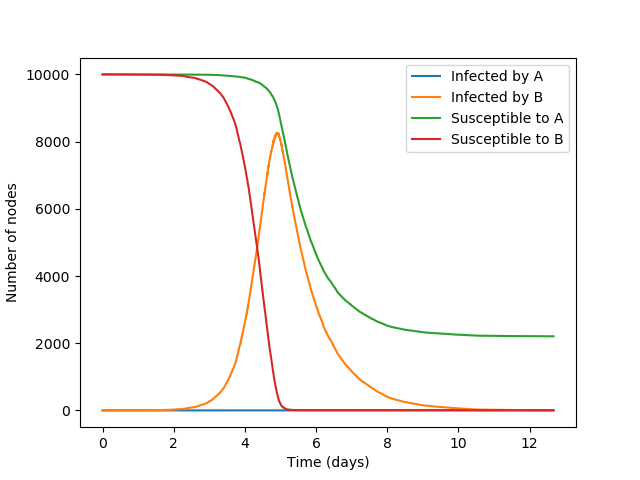 Infected by A
Infected by B
Susceptible to A
Susceptible to B
Number of nodes
10000
8000
6000
4000
2000
0
0 2 4 6 8 10 12
Time (days)